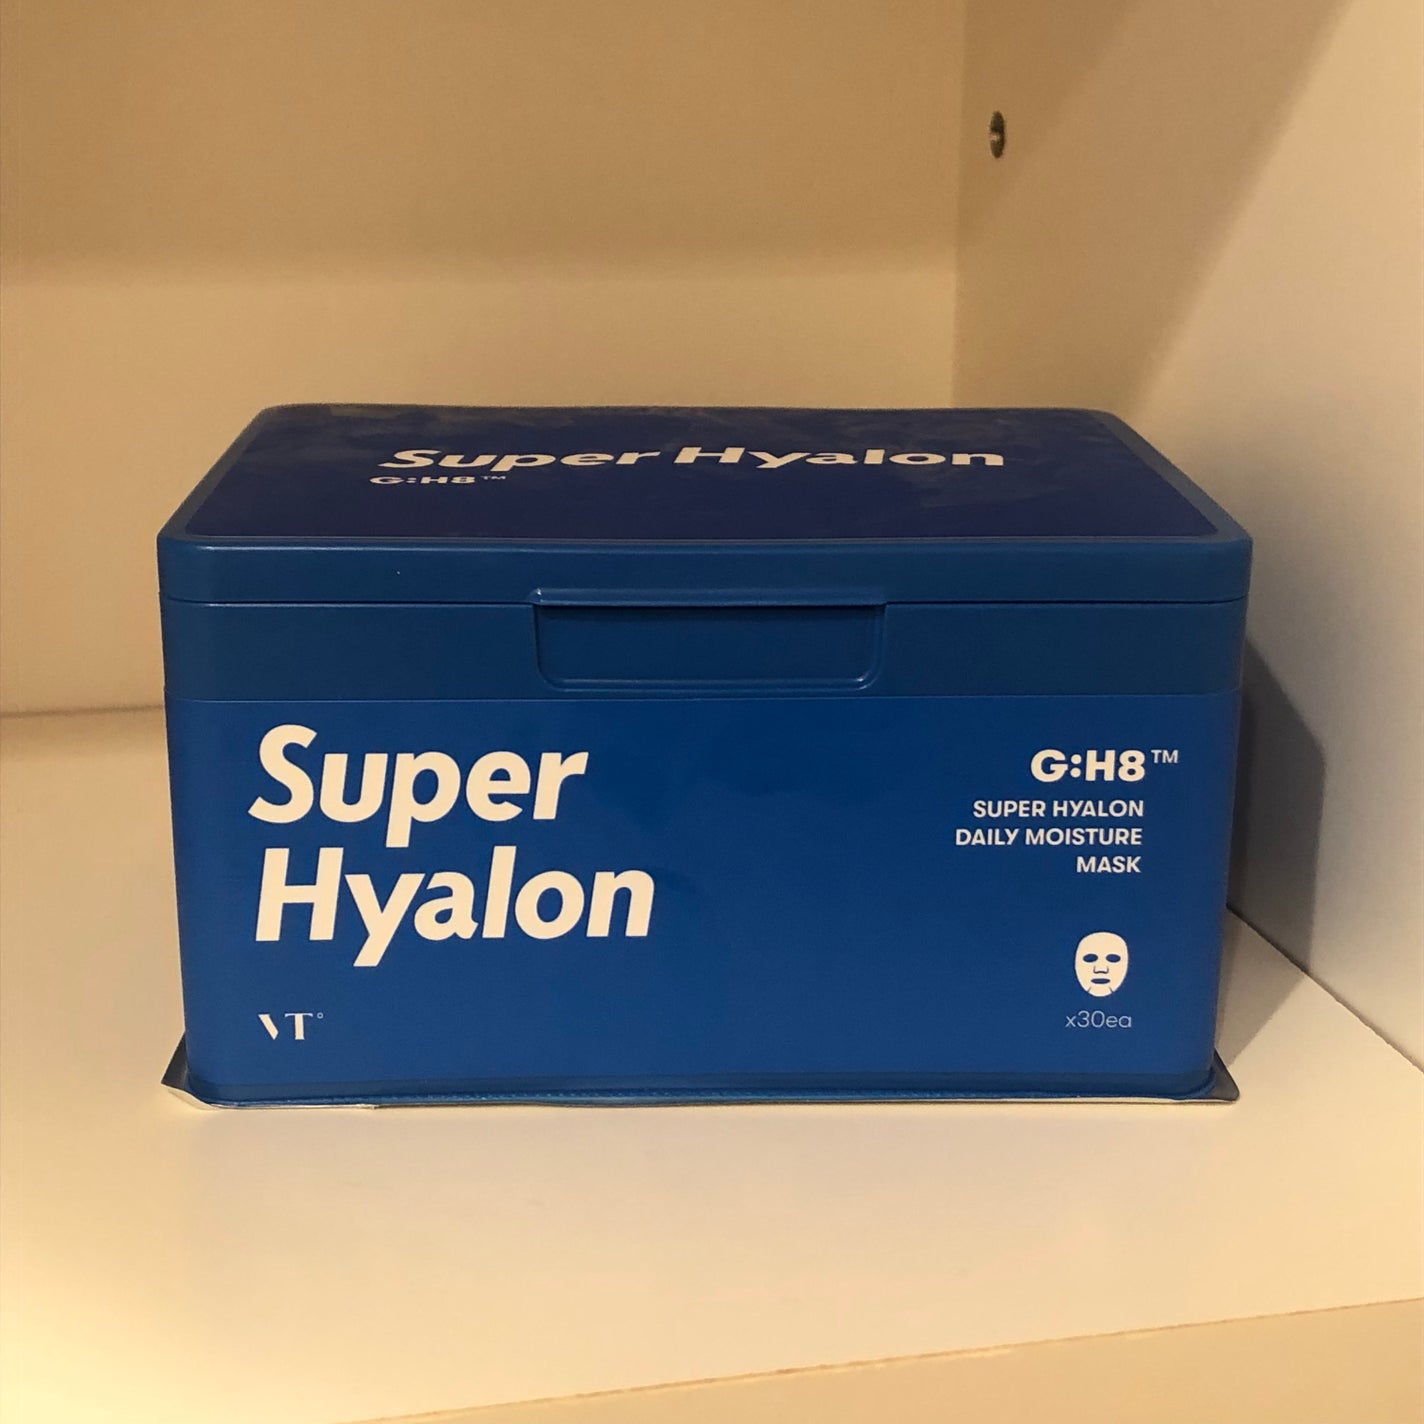 Super Hyalon
G:H8™
Super
Hyalon
VT°
G:H8™
SUPER HYALON
DAILY MOISTURE
MASK
x30ea